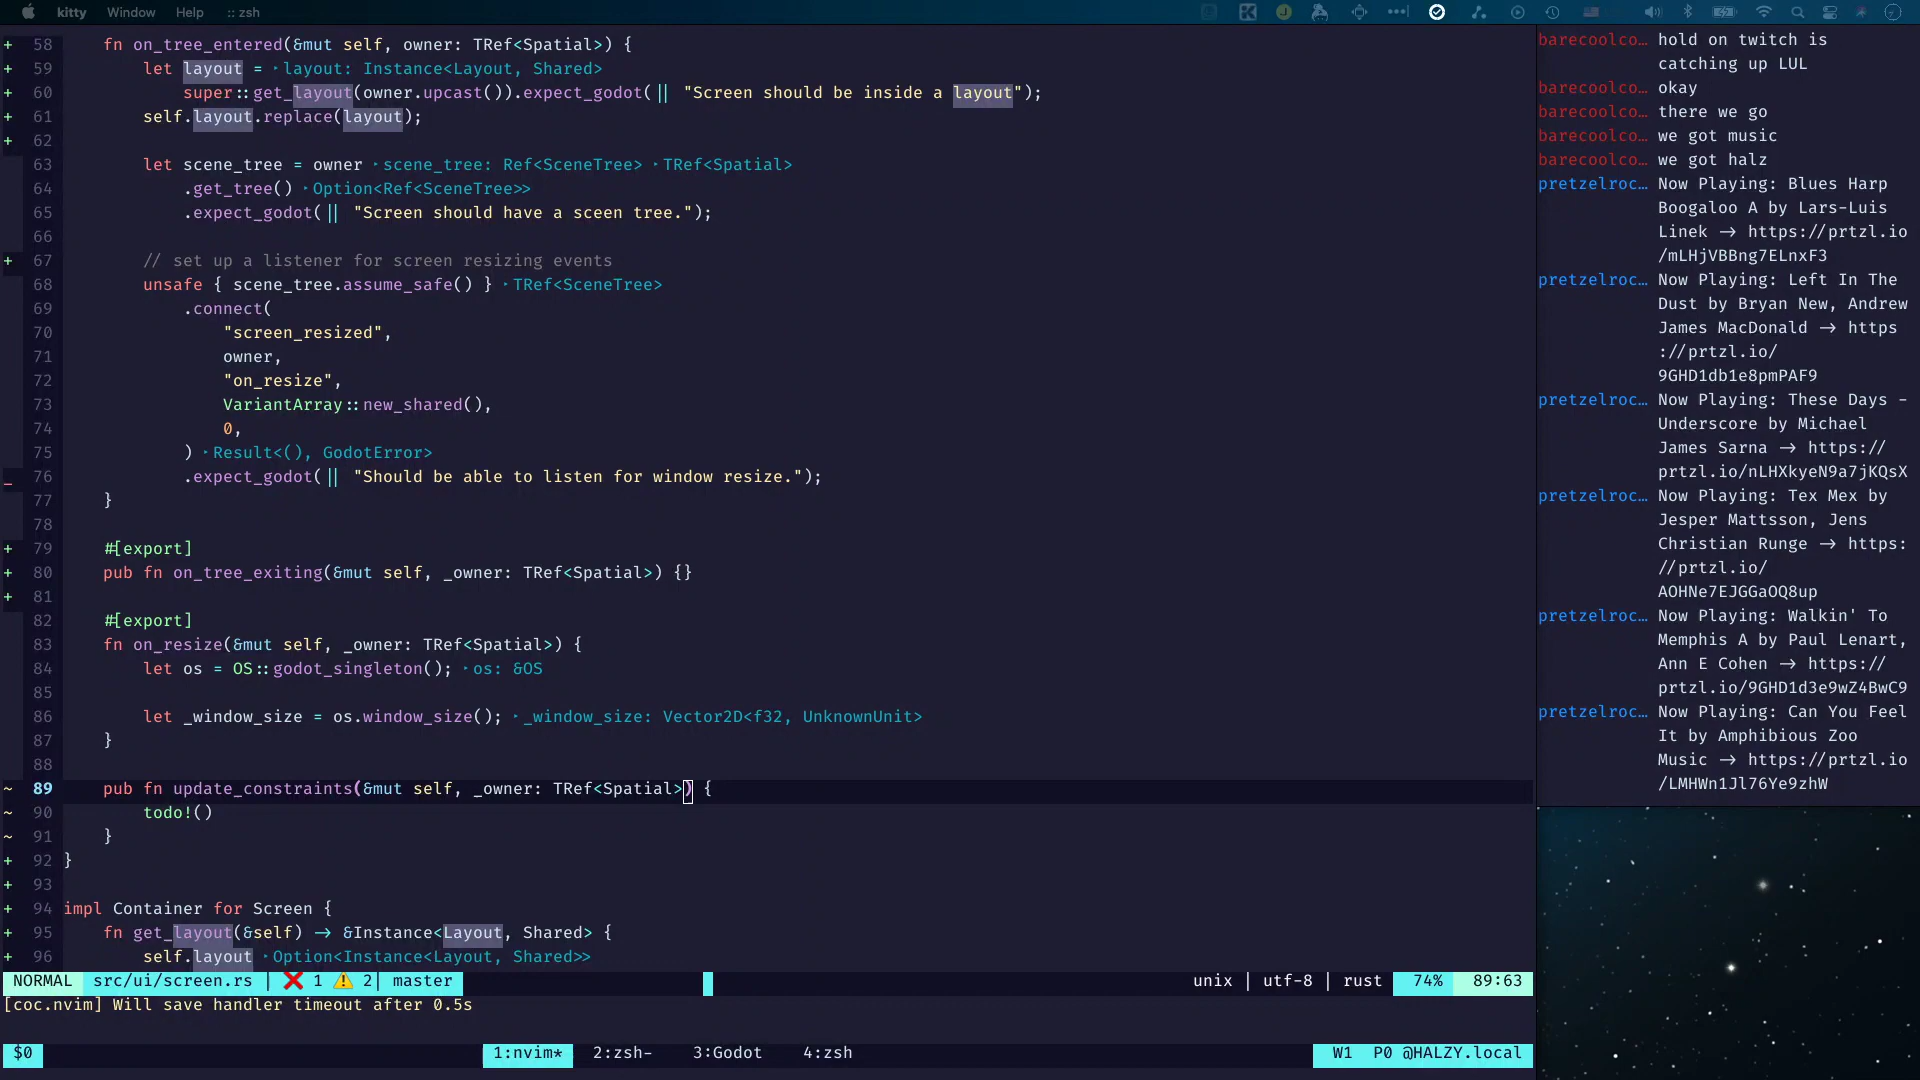 kitty Window Help :: zsh
+ 58 fn on_tree_entered(&mut self, owner: TRef<Spatial>) {
+ 59 let layout = ‣layout: Instance<Layout, Shared>
+ 60 super::get_layout(owner.upcast()).expect_godot(|| "Screen should be inside a layout");
+ 61 self.layout.replace(layout);
+ 62
63 let scene_tree = owner ‣scene_tree: Ref<SceneTree> ‣TRef<Spatial>
64 .get_tree() ‣Option<Ref<SceneTree>>
65 .expect_godot(|| "Screen should have a sceen tree.");
66
+ 67 // set up a listener for screen resizing events
68 unsafe { scene_tree.assume_safe() } ‣TRef<SceneTree>
69 .connect(
70 "screen_resized",
71 owner,
72 "on_resize",
73 VariantArray::new_shared(),
74 0,
75 ) ‣Result<(), GodotError>
_ 76 .expect_godot(|| "Should be able to listen for window resize.");
77 }
78
+ 79 #[export]
+ 80 pub fn on_tree_exiting(&mut self, _owner: TRef<Spatial>) {}
+ 81
82 #[export]
83 fn on_resize(&mut self, _owner: TRef<Spatial>) {
84 let os = OS::godot_singleton(); ‣os: &OS
85
86 let _window_size = os.window_size(); ‣_window_size: Vector2D<f32, UnknownUnit>
87 }
88
~ 89 pub fn update_constraints(&mut self, _owner: TRef<Spatial>) {
~ 90 todo!()
~ 91 }
+ 92 }
+ 93
+ 94 impl Container for Screen {
+ 95 fn get_layout(&self) -> &Instance<Layout, Shared> {
+ 96 self.layout ‣Option<Instance<Layout, Shared>>
NORMAL src/ui/screen.rs | ❌ 1 ⚠️ 2| master unix | utf-8 | rust 74% 89:63
[coc.nvim] Will save handler timeout after 0.5s
$0 1:nvim* 2:zsh- 3:Godot 4:zsh W1 P0 @HALZY.local
barecoolco… hold on twitch is
catching up LUL
barecoolco… okay
barecoolco… there we go
barecoolco… we got music
barecoolco… we got halz
pretzelroc… Now Playing: Blues Harp
Boogaloo A by Lars-Luis
Linek -> https://prtzl.io
/mLHjVBBng7ELnxF3
pretzelroc… Now Playing: Left In The
Dust by Bryan New, Andrew
James MacDonald -> https
://prtzl.io/
9GHD1db1e8pmPAF9
pretzelroc… Now Playing: These Days -
Underscore by Michael
James Sarna -> https://
prtzl.io/nLHXkyeN9a7jKQsX
pretzelroc… Now Playing: Tex Mex by
Jesper Mattsson, Jens
Christian Runge -> https:
//prtzl.io/
AOHNe7EJGGaOQ8up
pretzelroc… Now Playing: Walkin' To
Memphis A by Paul Lenart,
Ann E Cohen -> https://
prtzl.io/9GHD1d3e9wZ4BwC9
pretzelroc… Now Playing: Can You Feel
It by Amphibious Zoo
Music -> https://prtzl.io
/LMHWn1Jl76Ye9zhW